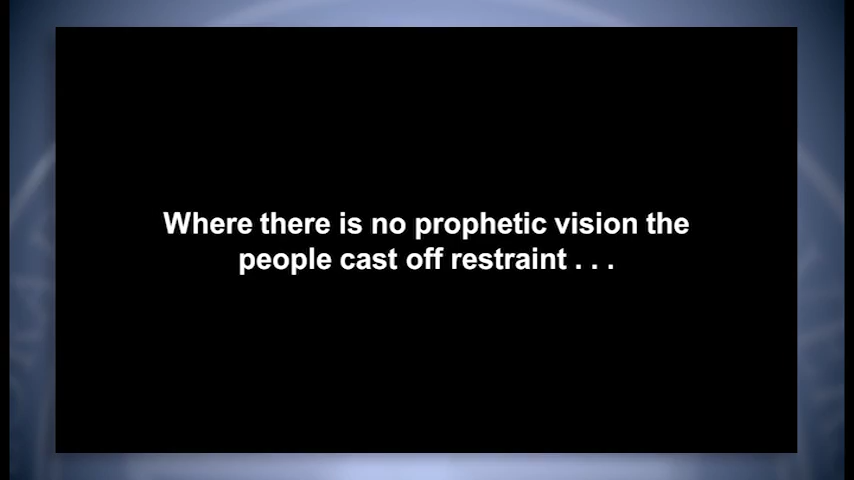 Where there is no prophetic vision the
people cast off restraint . . .